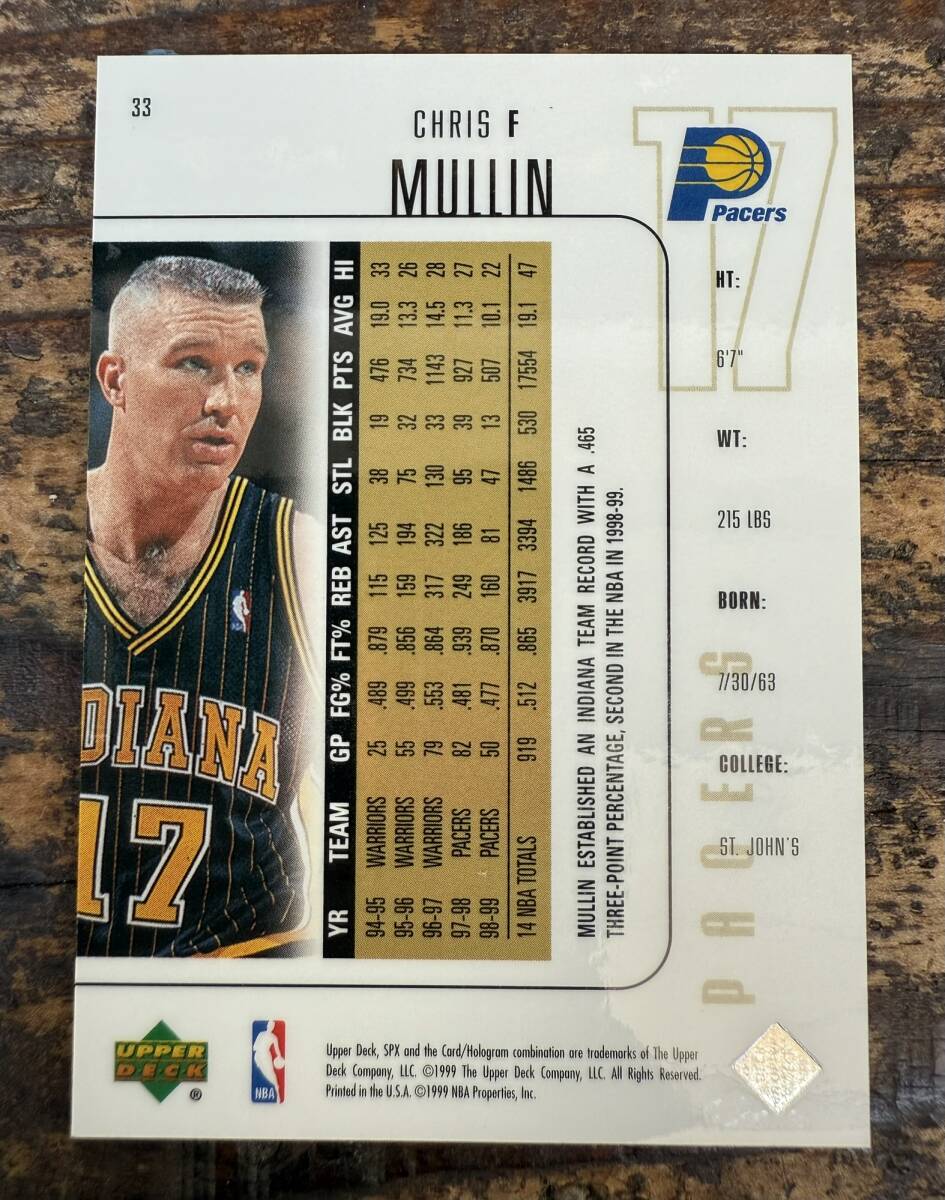 33
CHRIS F
MULLIN
17
Pacers
HT:
6'7"
WT:
215 LBS
BORN:
7/30/63
COLLEGE:
ST. JOHN'S
PACERS
DIANA
17
YR TEAM GP FG% FT% REB AST STL BLK PTS AVG HI
94-95 WARRIORS 25 .489 .879 115 125 38 19 476 19.0 33
95-96 WARRIORS 55 .499 .856 159 194 75 32 734 13.3 26
96-97 WARRIORS 79 .553 .864 317 322 130 33 1143 14.5 28
97-98 PACERS 82 .481 .939 249 186 95 39 927 11.3 27
98-99 PACERS 50 .477 .870 160 81 47 13 507 10.1 22
14 NBA TOTALS 919 .512 .865 3917 3394 1486 530 17554 19.1 47
MULLIN ESTABLISHED AN INDIANA TEAM RECORD WITH A .465
THREE-POINT PERCENTAGE, SECOND IN THE NBA IN 1998-99.
UPPER
DECK
®
NBA
Upper Deck, SPX and the Card/Hologram combination are trademarks of The Upper
Deck Company, LLC. ©1999 The Upper Deck Company, LLC. All Rights Reserved.
Printed in the U.S.A. ©1999 NBA Properties, Inc.